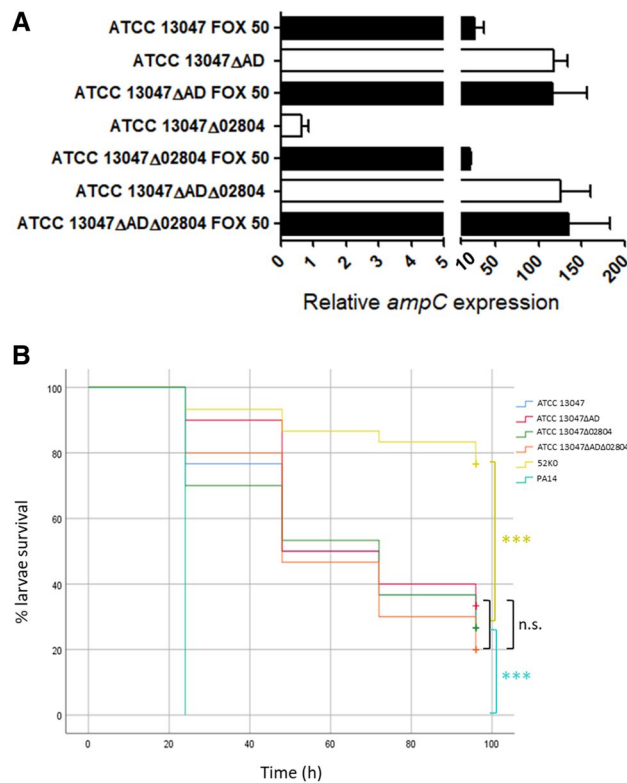 A
ATCC 13047 FOX 50
ATCC 13047ΔAD
ATCC 13047ΔAD FOX 50
ATCC 13047Δ02804
ATCC 13047Δ02804 FOX 50
ATCC 13047ΔADΔ02804
ATCC 13047ΔADΔ02804 FOX 50
0 1 2 3 4 5 10 50 100 150 200
Relative ampC expression
B
% larvae survival
100
80
60
40
20
0
0 20 40 60 80 100
Time (h)
ATCC 13047
ATCC 13047ΔAD
ATCC 13047Δ02804
ATCC 13047ΔADΔ02804
52K0
PA14
***
n.s.
***